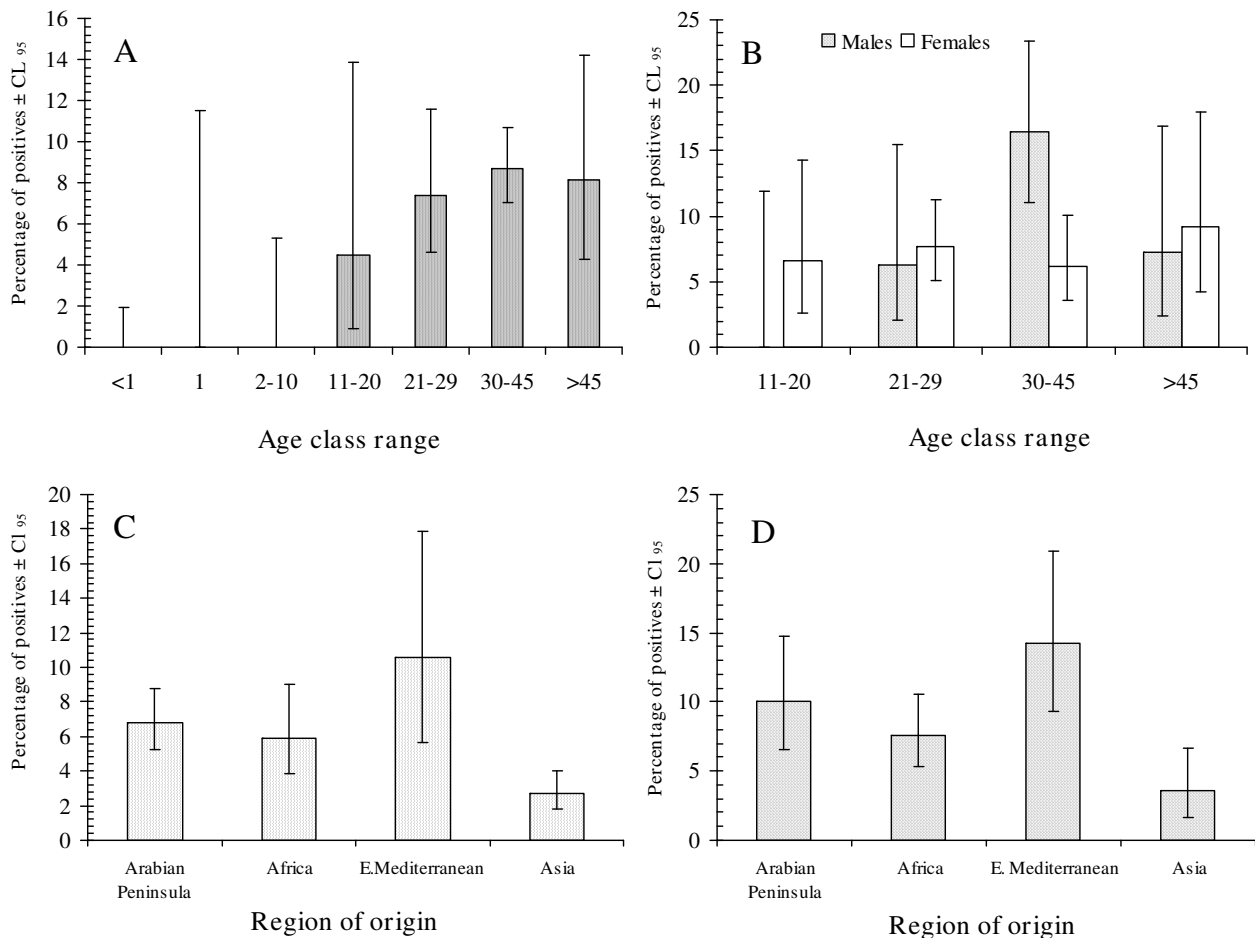 A
Percentage of positives ± CL 95
16
14
12
10
8
6
4
2
0
<1 1 2-10 11-20 21-29 30-45 >45
Age class range
B
Males Females
Percentage of positives ± CL 95
25
20
15
10
5
0
11-20 21-29 30-45 >45
Age class range
C
Percentage of positives ± Cl 95
20
18
16
14
12
10
8
6
4
2
0
Arabian Africa E.Mediterranean Asia
Peninsula
Region of origin
D
Percentage of positives ± Cl 95
25
20
15
10
5
0
Arabian Africa E. Mediterranean Asia
Peninsula
Region of origin